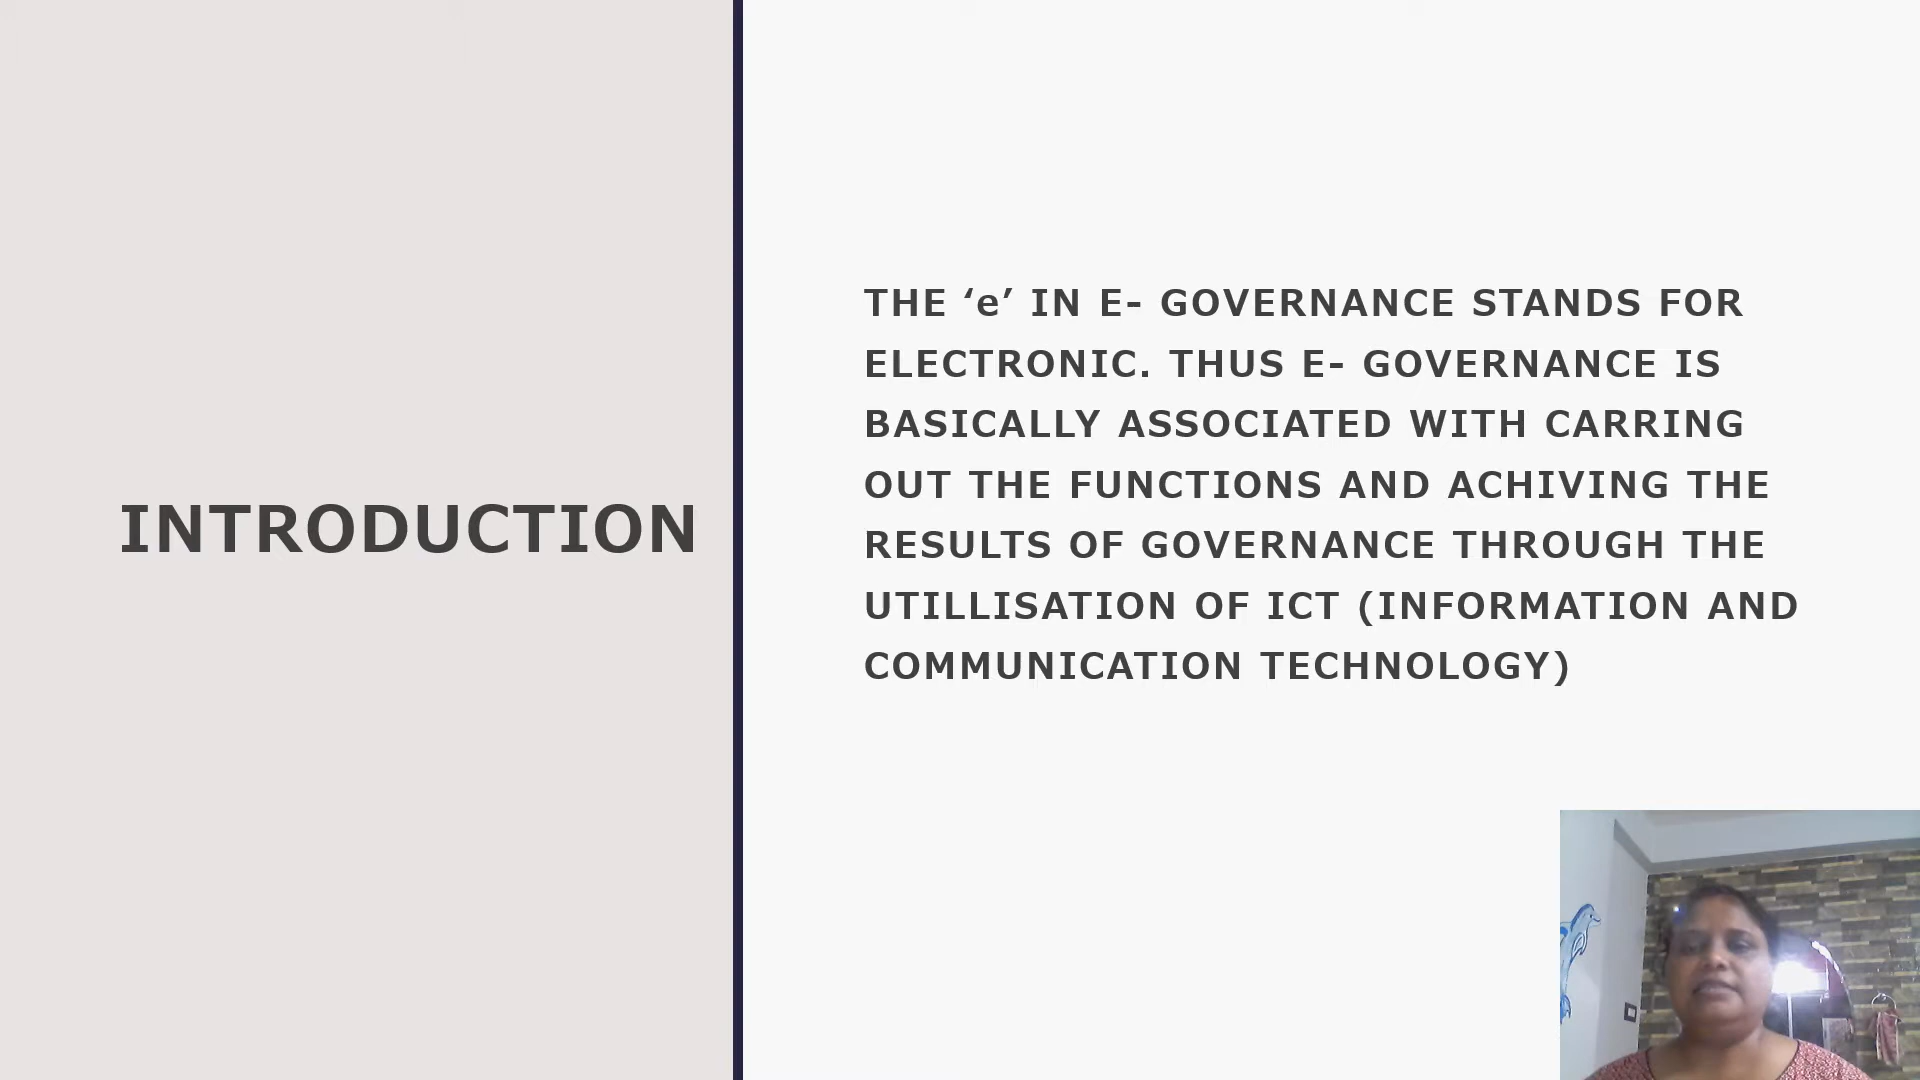 INTRODUCTION
THE ‘e’ IN E- GOVERNANCE STANDS FOR
ELECTRONIC. THUS E- GOVERNANCE IS
BASICALLY ASSOCIATED WITH CARRING
OUT THE FUNCTIONS AND ACHIVING THE
RESULTS OF GOVERNANCE THROUGH THE
UTILLISATION OF ICT (INFORMATION AND
COMMUNICATION TECHNOLOGY)